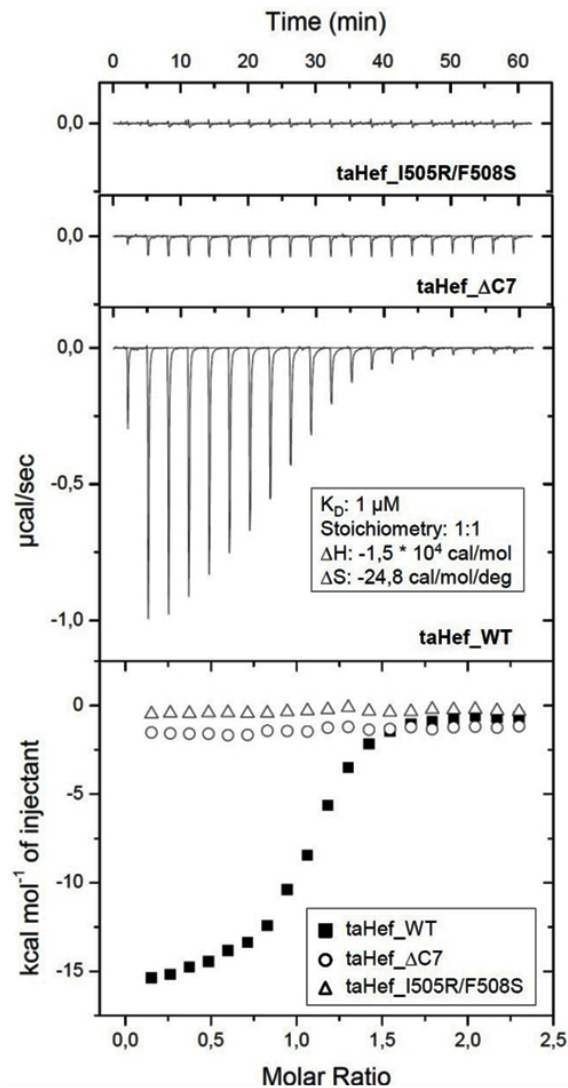 Time (min)
0 10 20 30 40 50 60
0,0
taHef_I505R/F508S
0,0
taHef_ΔC7
0,0
-0,5
-1,0
µcal/sec
K_D: 1 µM
Stoichiometry: 1:1
ΔH: -1,5 * 10⁴ cal/mol
ΔS: -24,8 cal/mol/deg
taHef_WT
0
-5
-10
-15
kcal mol⁻¹ of injectant
taHef_WT
taHef_ΔC7
taHef_I505R/F508S
0,0 0,5 1,0 1,5 2,0 2,5
Molar Ratio